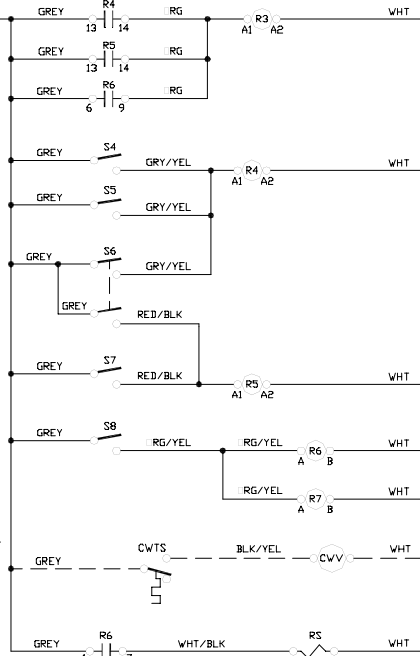 GREY R4 RG R3 WHT
13 14 A1 A2
GREY R5 RG
13 14
GREY R6 RG
6 9
GREY S4
GRY/YEL R4 WHT
A1 A2
GREY S5
GRY/YEL
GREY S6
GRY/YEL
GREY
RED/BLK
GREY S7
RED/BLK R5 WHT
A1 A2
GREY S8
RG/YEL RG/YEL R6 WHT
A B
RG/YEL R7 WHT
A B
CWTS BLK/YEL CWV WHT
GREY
GREY R6 WHT/BLK RS WHT